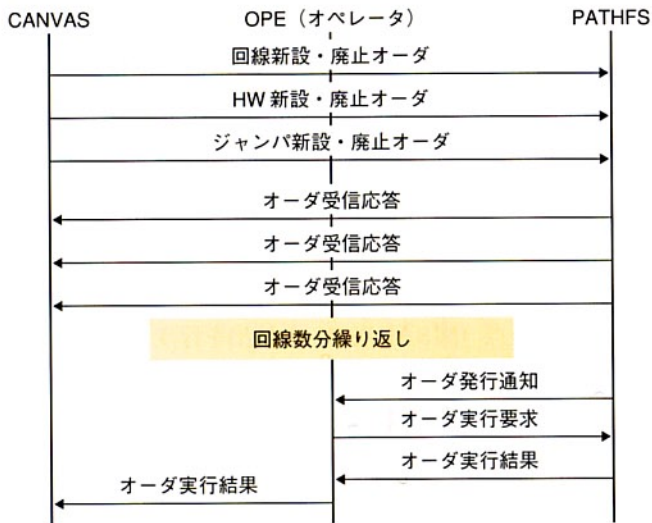 CANVAS
OPE（オペレータ）
PATHFS
回線新設・廃止オーダ
HW 新設・廃止オーダ
ジャンパ新設・廃止オーダ
オーダ受信応答
オーダ受信応答
オーダ受信応答
回線数分繰り返し
オーダ発行通知
オーダ実行要求
オーダ実行結果
オーダ実行結果